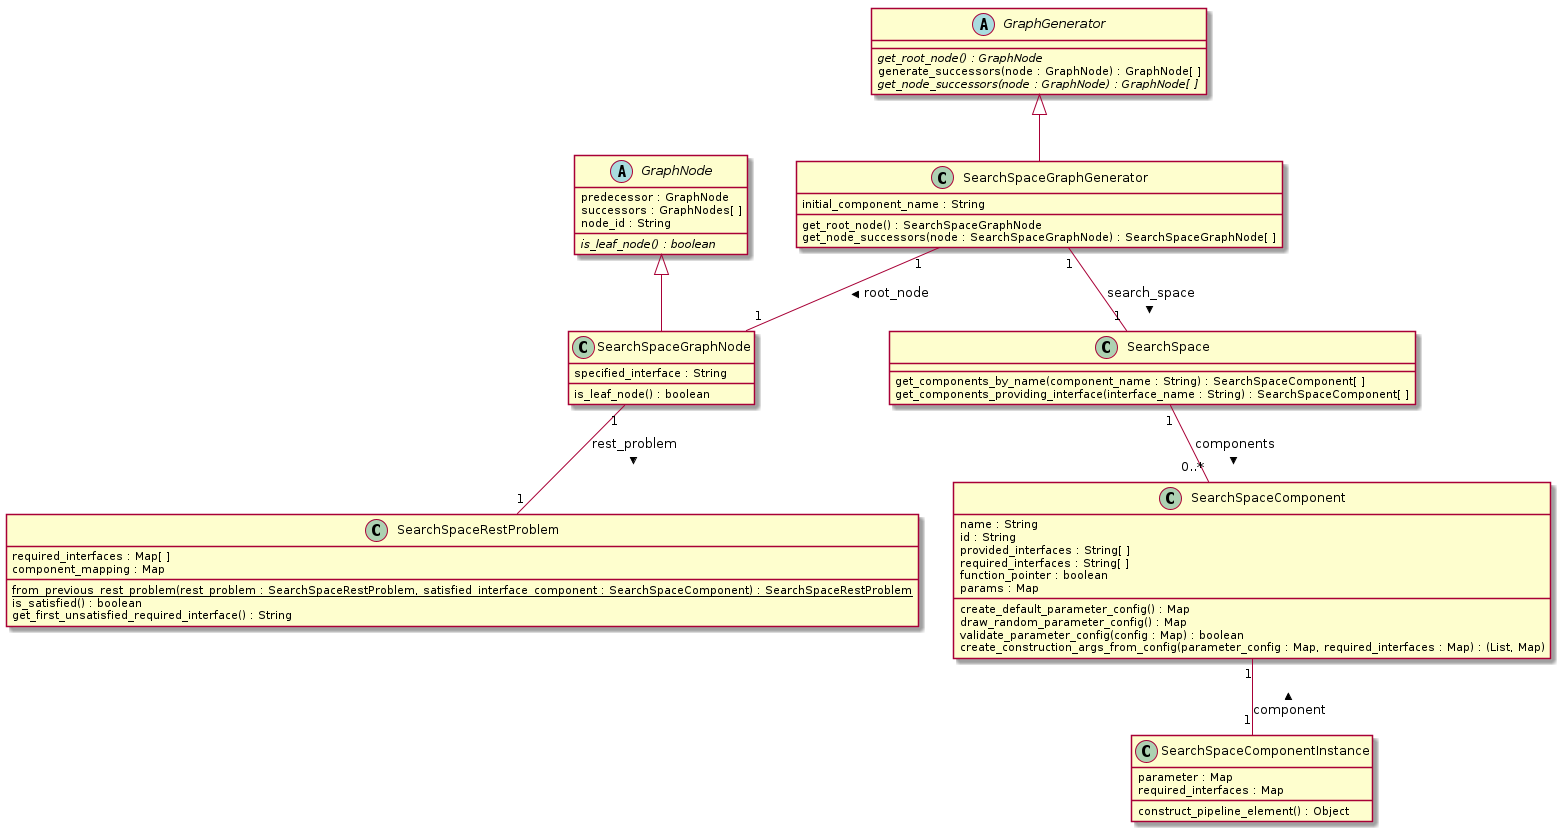 A GraphGenerator
get_root_node() : GraphNode
generate_successors(node : GraphNode) : GraphNode[ ]
get_node_successors(node : GraphNode) : GraphNode[ ]
A GraphNode
predecessor : GraphNode
successors : GraphNodes[ ]
node_id : String
is_leaf_node() : boolean
C SearchSpaceGraphGenerator
initial_component_name : String
get_root_node() : SearchSpaceGraphNode
get_node_successors(node : SearchSpaceGraphNode) : SearchSpaceGraphNode[ ]
1
1
◄ root_node
search_space
▼
1
1
C SearchSpaceGraphNode
specified_interface : String
is_leaf_node() : boolean
C SearchSpace
get_components_by_name(component_name : String) : SearchSpaceComponent[ ]
get_components_providing_interface(interface_name : String) : SearchSpaceComponent[ ]
1
1
rest_problem
▼
components
▼
1
0..*
C SearchSpaceRestProblem
required_interfaces : Map[ ]
component_mapping : Map
from_previous_rest_problem(rest_problem : SearchSpaceRestProblem, satisfied_interface_component : SearchSpaceComponent) : SearchSpaceRestProblem
is_satisfied() : boolean
get_first_unsatisfied_required_interface() : String
C SearchSpaceComponent
name : String
id : String
provided_interfaces : String[ ]
required_interfaces : String[ ]
function_pointer : boolean
params : Map
create_default_parameter_config() : Map
draw_random_parameter_config() : Map
validate_parameter_config(config : Map) : boolean
create_construction_args_from_config(parameter_config : Map, required_interfaces : Map) : (List, Map)
1
▲
component
1
C SearchSpaceComponentInstance
parameter : Map
required_interfaces : Map
construct_pipeline_element() : Object